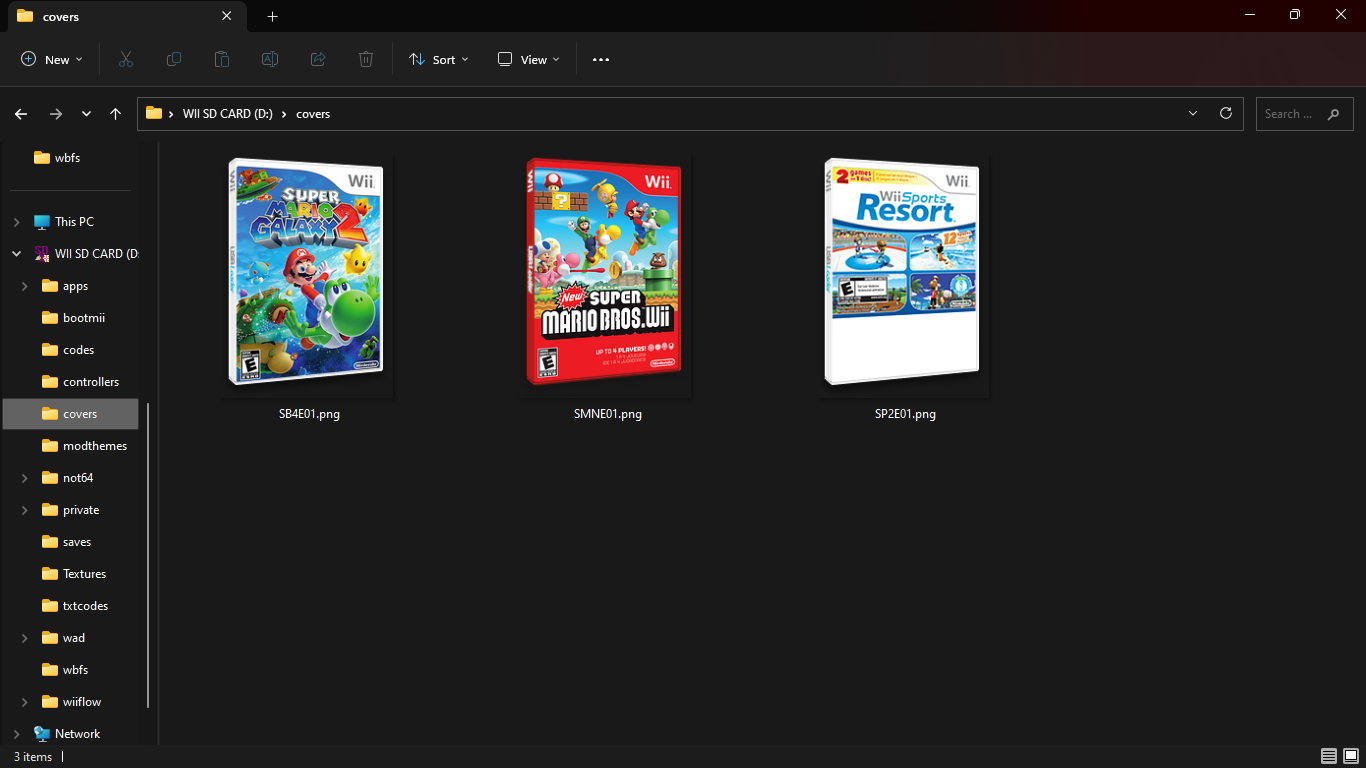 covers
New
Sort
View
WII SD CARD (D:)
covers
Search ...
wbfs
This PC
WII SD CARD (D:
apps
bootmii
codes
controllers
covers
modthemes
not64
private
saves
Textures
txtcodes
wad
wbfs
wiiflow
Network
Wii
SUPER
MARIO
GALAXY 2
E
Nintendo
SB4E01.png
Wii
New SUPER
MARIO BROS.Wii
UP TO 4 PLAYERS!
E
Nintendo
SMNE01.png
2 games
Wii
Wii Sports
Resort
12
E
SP2E01.png
3 items